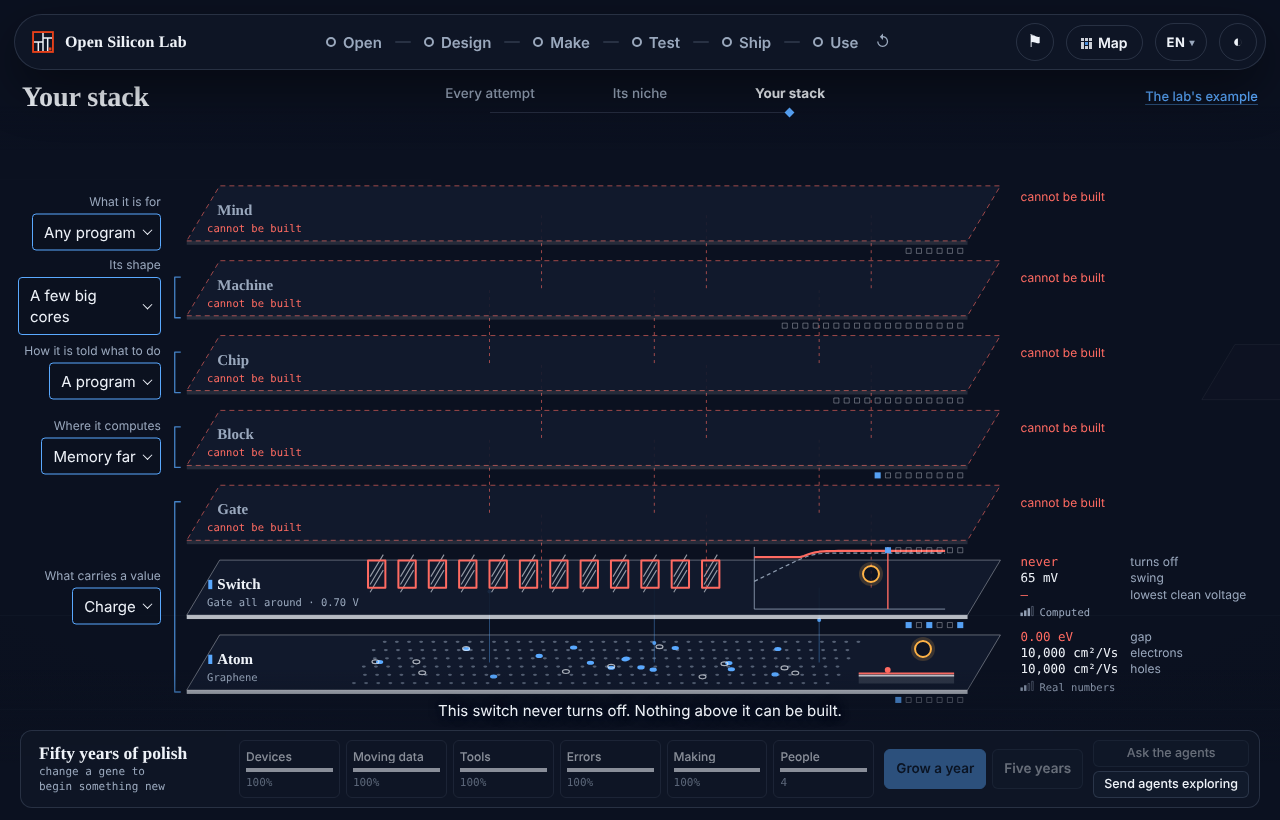 Open Silicon Lab
Open
Design
Make
Test
Ship
Use
Map
EN
Your stack
Every attempt
Its niche
Your stack
The lab's example
What it is for
Any program
Mind
cannot be built
cannot be built
Its shape
A few big
cores
Machine
cannot be built
cannot be built
How it is told what to do
A program
Chip
cannot be built
cannot be built
Where it computes
Memory far
Block
cannot be built
cannot be built
Gate
cannot be built
cannot be built
What carries a value
Charge
Switch
Gate all around · 0.70 V
never turns off
65 mV swing
— lowest clean voltage
Computed
Atom
Graphene
0.00 eV gap
10,000 cm²/Vs electrons
10,000 cm²/Vs holes
Real numbers
This switch never turns off. Nothing above it can be built.
Fifty years of polish
change a gene to
begin something new
Devices
100%
Moving data
100%
Tools
100%
Errors
100%
Making
100%
People
4
Grow a year
Five years
Ask the agents
Send agents exploring